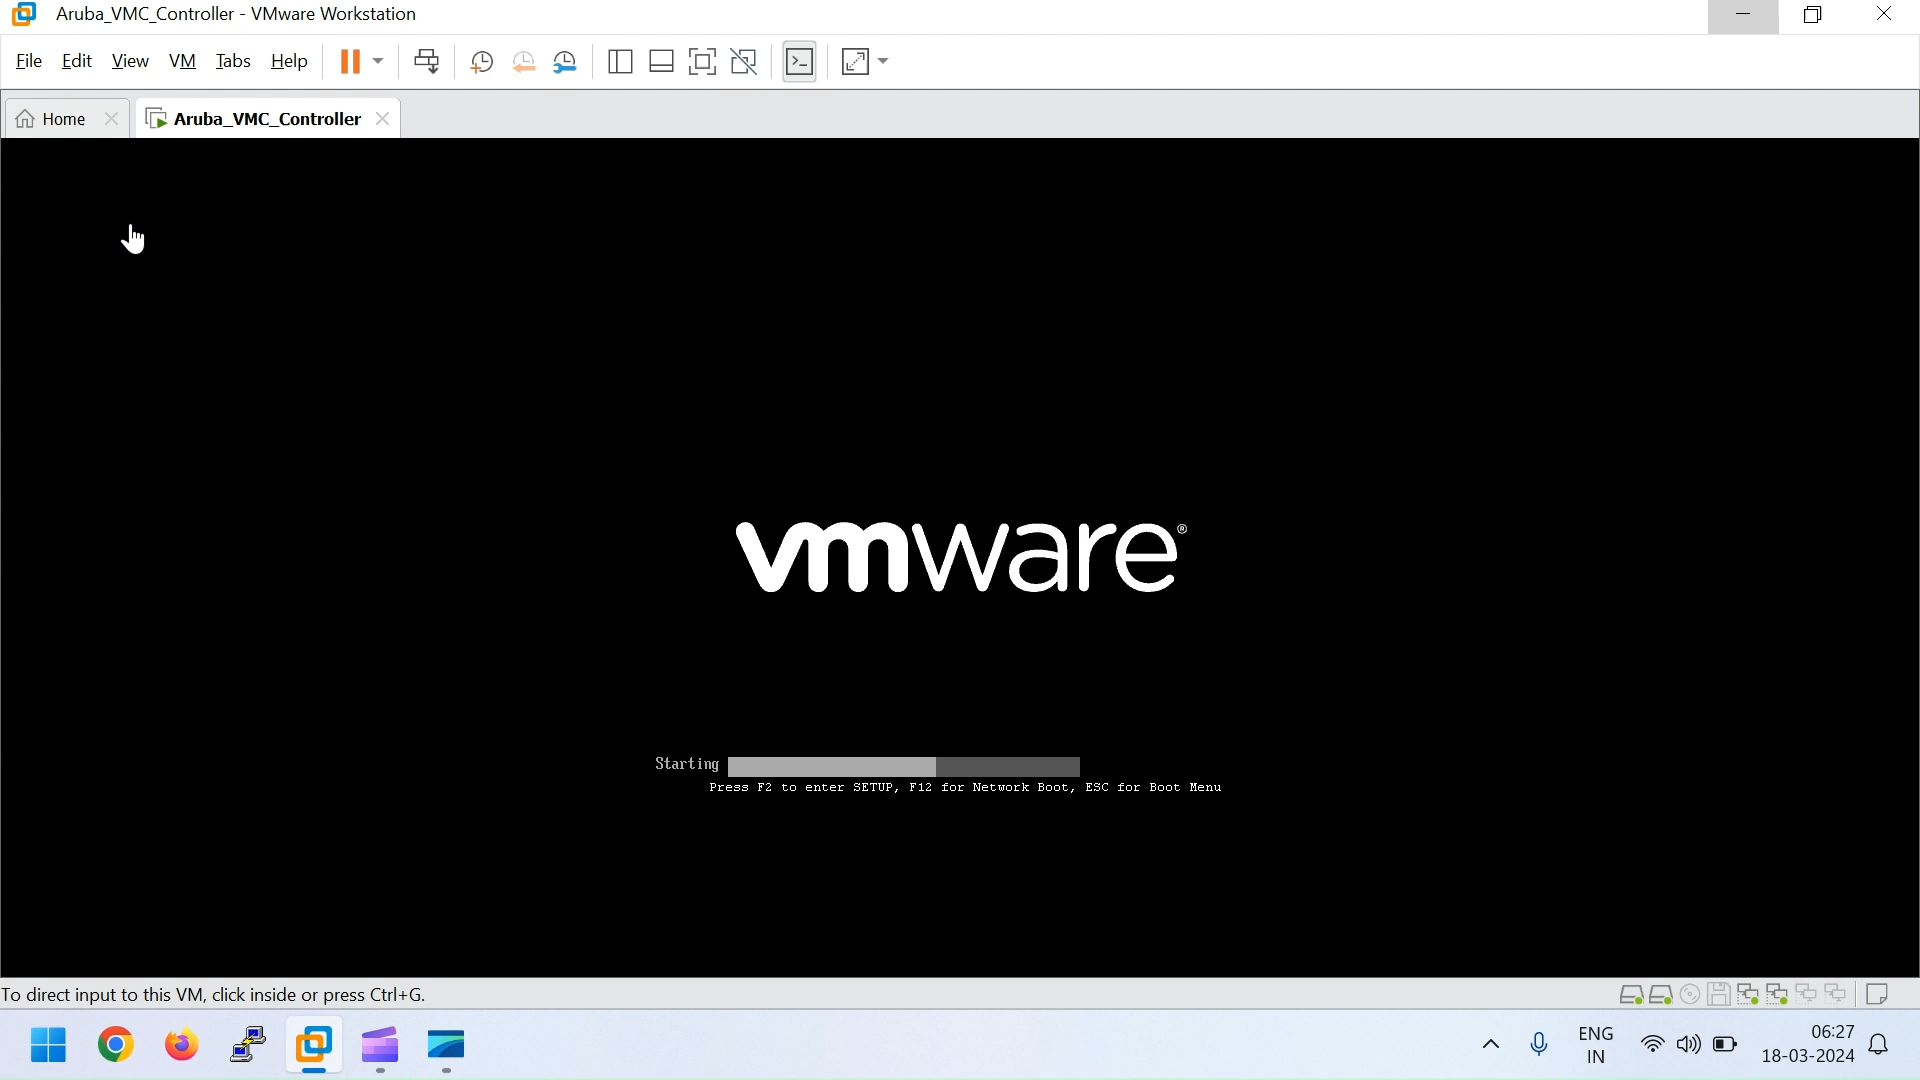 Aruba_VMC_Controller - VMware Workstation
File Edit View VM Tabs Help
Home Aruba_VMC_Controller
vmware®
Starting
Press F2 to enter SETUP, F12 for Network Boot, ESC for Boot Menu
To direct input to this VM, click inside or press Ctrl+G.
ENG 06:27
IN 18-03-2024